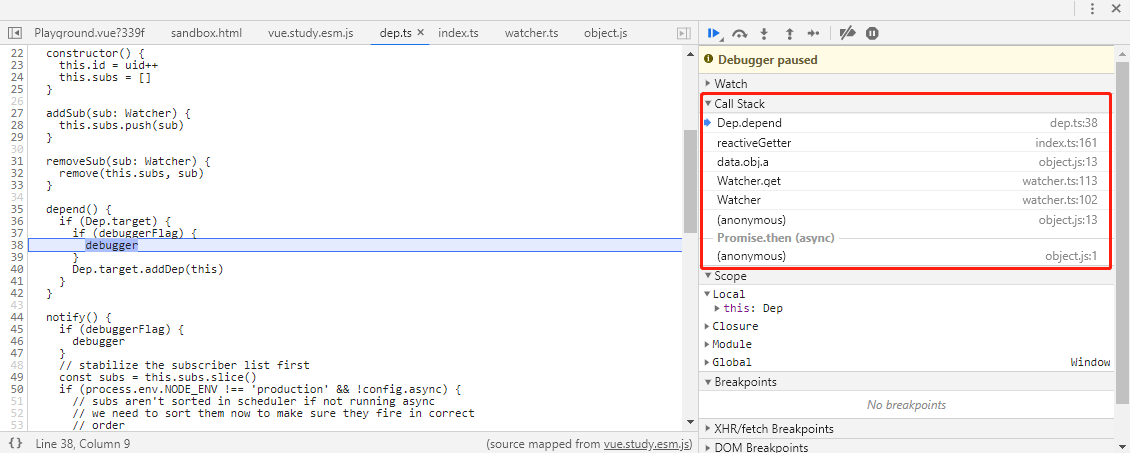 Playground.vue?339f sandbox.html vue.study.esm.js dep.ts × index.ts watcher.ts object.js
22 constructor() {
23 this.id = uid++
24 this.subs = []
25 }
26
27 addSub(sub: Watcher) {
28 this.subs.push(sub)
29 }
30
31 removeSub(sub: Watcher) {
32 remove(this.subs, sub)
33 }
34
35 depend() {
36 if (Dep.target) {
37 if (debuggerFlag) {
38 debugger
39 }
40 Dep.target.addDep(this)
41 }
42 }
43
44 notify() {
45 if (debuggerFlag) {
46 debugger
47 }
48 // stabilize the subscriber list first
49 const subs = this.subs.slice()
50 if (process.env.NODE_ENV !== 'production' && !config.async) {
51 // subs aren't sorted in scheduler if not running async
52 // we need to sort them now to make sure they fire in correct
53 // order
{} Line 38, Column 9 (source mapped from vue.study.esm.js)
Debugger paused
Watch
Call Stack
Dep.depend dep.ts:38
reactiveGetter index.ts:161
data.obj.a object.js:13
Watcher.get watcher.ts:113
Watcher watcher.ts:102
(anonymous) object.js:13
Promise.then (async)
(anonymous) object.js:1
Scope
Local
this: Dep
Closure
Module
Global Window
Breakpoints
No breakpoints
XHR/fetch Breakpoints
DOM Breakpoints